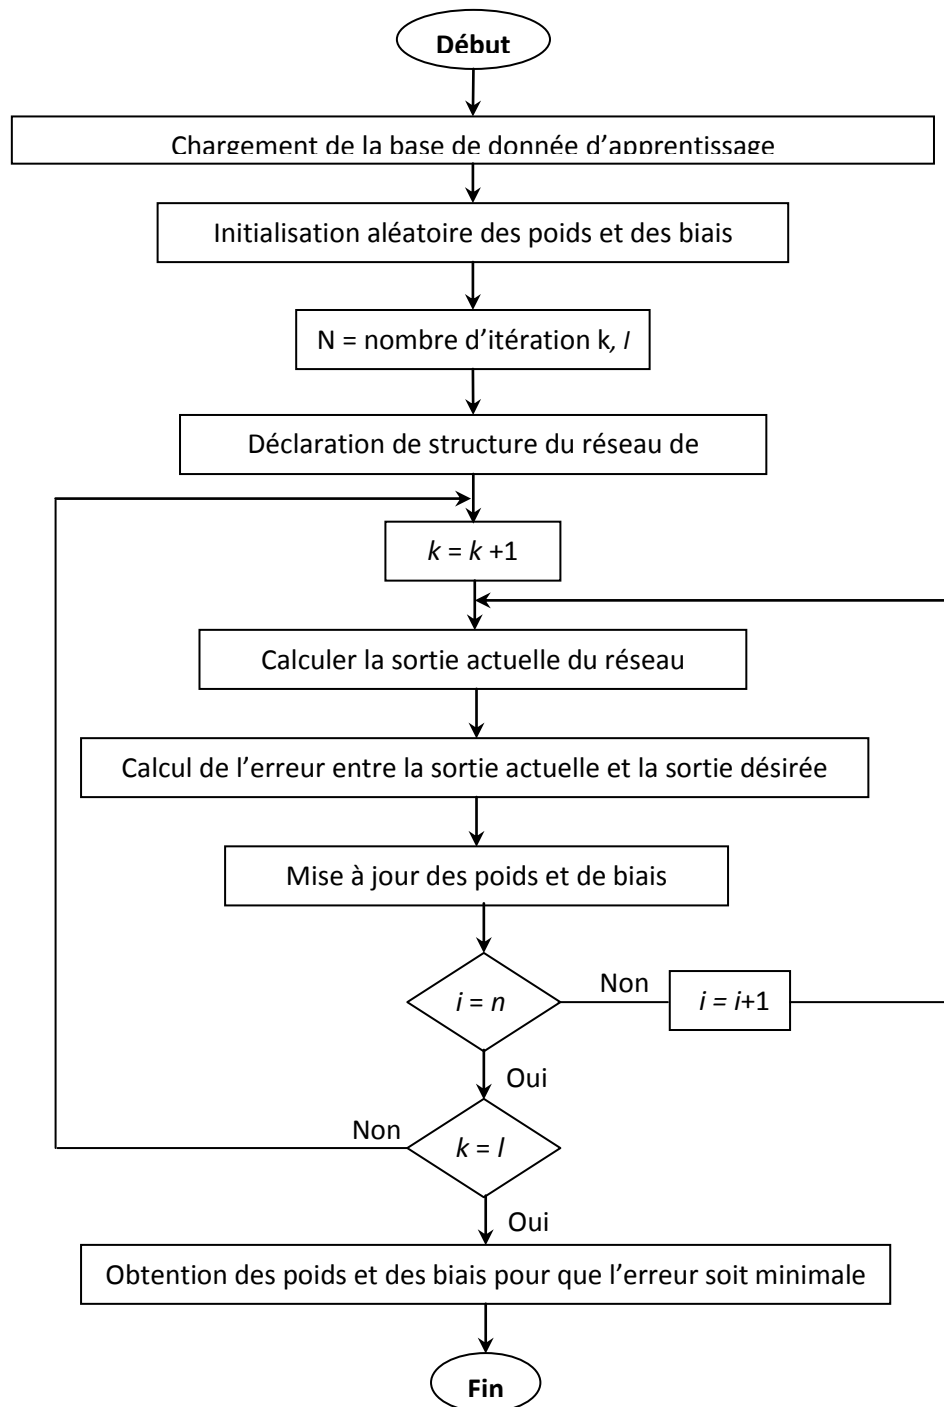 Début
Chargement de la base de donnée d’apprentissage
Initialisation aléatoire des poids et des biais
N = nombre d’itération k, l
Déclaration de structure du réseau de
k = k +1
Calculer la sortie actuelle du réseau
Calcul de l’erreur entre la sortie actuelle et la sortie désirée
Mise à jour des poids et de biais
i = n
Non
i = i+1
Oui
Non
k = l
Oui
Obtention des poids et des biais pour que l’erreur soit minimale
Fin